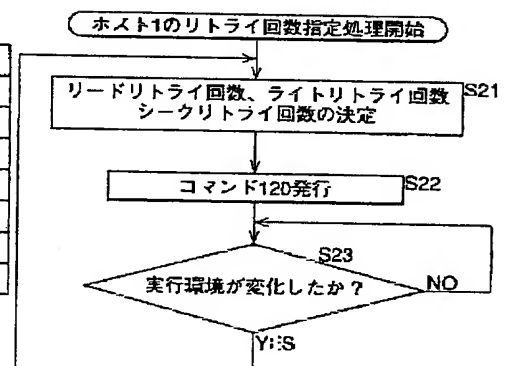 ホスト1のリトライ回数指定処理開始
リードリトライ回数、ライトリトライ回数
シークリトライ回数の決定
S21
コマンド120発行
S22
S23
実行環境が変化したか？
NO
YES